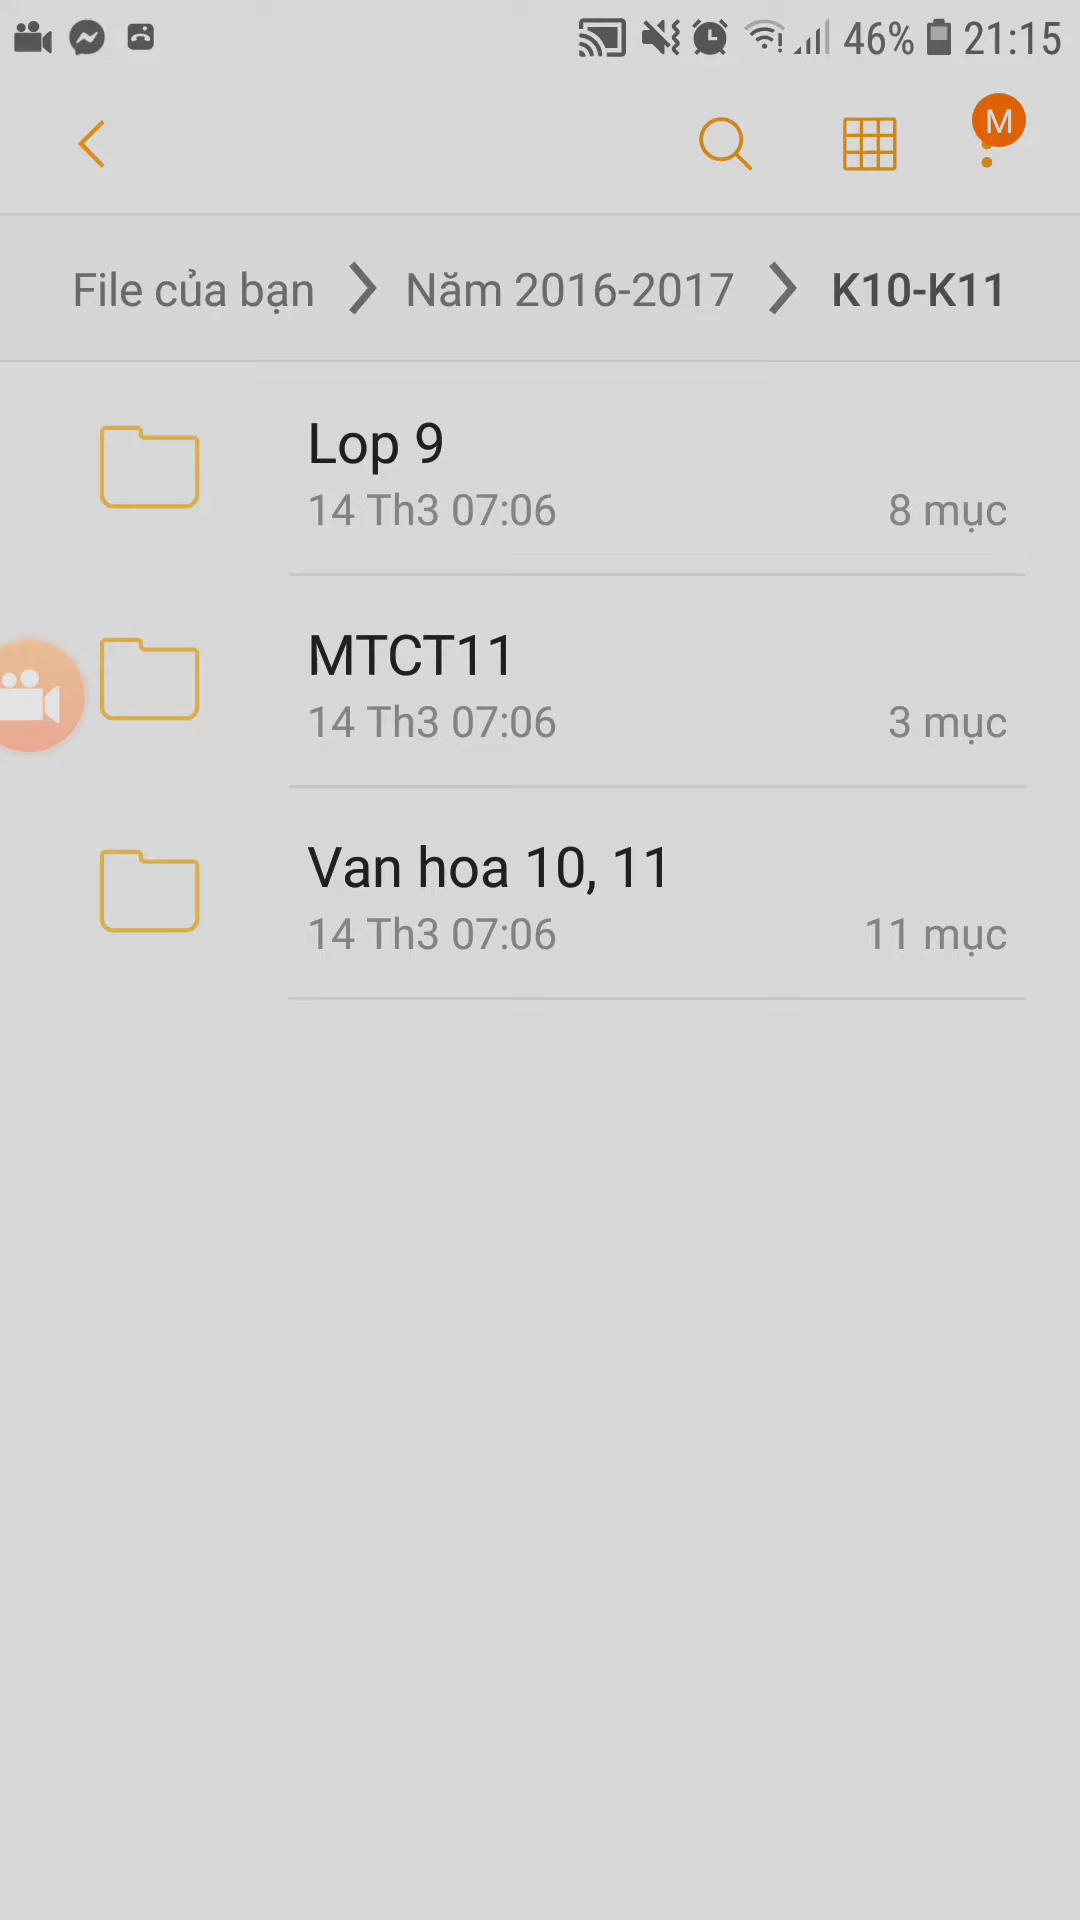 46% 21:15
M
File của bạn Năm 2016-2017 K10-K11
Lop 9
14 Th3 07:06 8 mục
MTCT11
14 Th3 07:06 3 mục
Van hoa 10, 11
14 Th3 07:06 11 mục